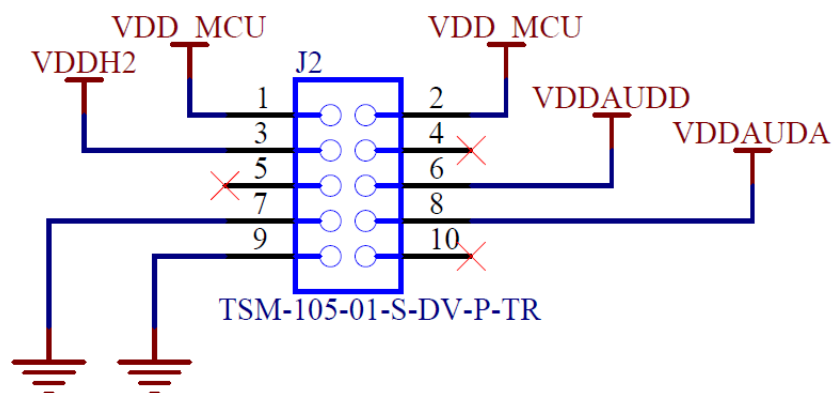 VDD_MCU VDD_MCU
VDDH2 J2
1 2 VDDAUDD
3 4 VDDAUDA
5 6
7 8
9 10
TSM-105-01-S-DV-P-TR